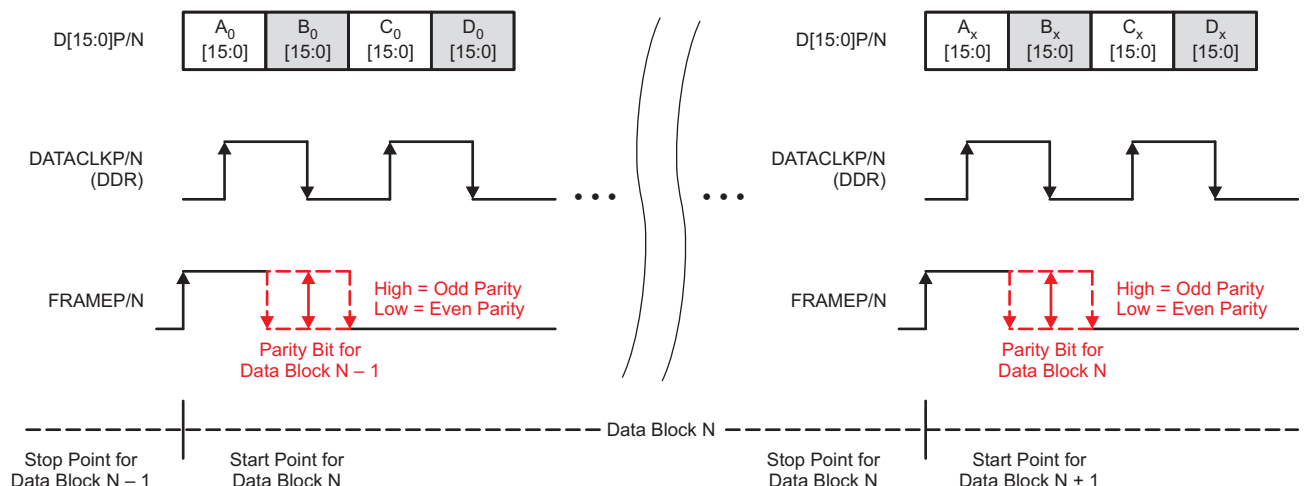 D[15:0]P/N
A0
[15:0]
B0
[15:0]
C0
[15:0]
D0
[15:0]
D[15:0]P/N
Ax
[15:0]
Bx
[15:0]
Cx
[15:0]
Dx
[15:0]
DATACLKP/N
(DDR)
DATACLKP/N
(DDR)
FRAMEP/N
High = Odd Parity
Low = Even Parity
Parity Bit for
Data Block N – 1
FRAMEP/N
High = Odd Parity
Low = Even Parity
Parity Bit for
Data Block N
Data Block N
Stop Point for
Data Block N – 1
Start Point for
Data Block N
Stop Point for
Data Block N
Start Point for
Data Block N + 1